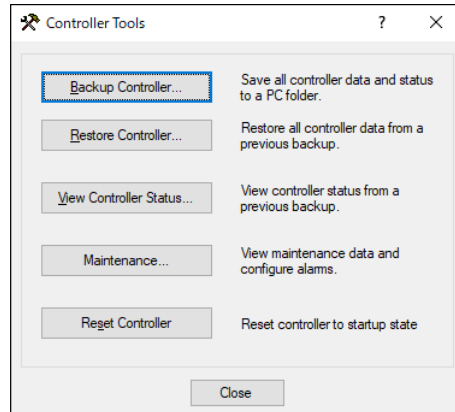 Controller Tools
?
Backup Controller...
Save all controller data and status
to a PC folder.
Restore Controller...
Restore all controller data from a
previous backup.
View Controller Status...
View controller status from a
previous backup.
Maintenance...
View maintenance data and
configure alarms.
Reset Controller
Reset controller to startup state
Close